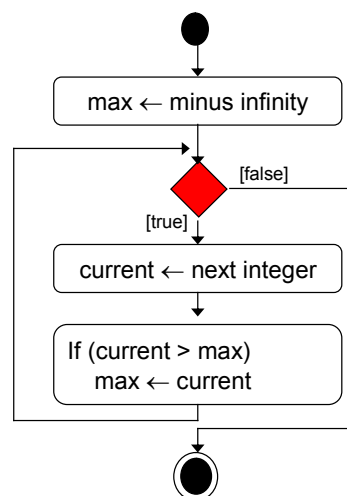 max ← minus infinity
[false]
[true]
current ← next integer
If (current > max)
max ← current